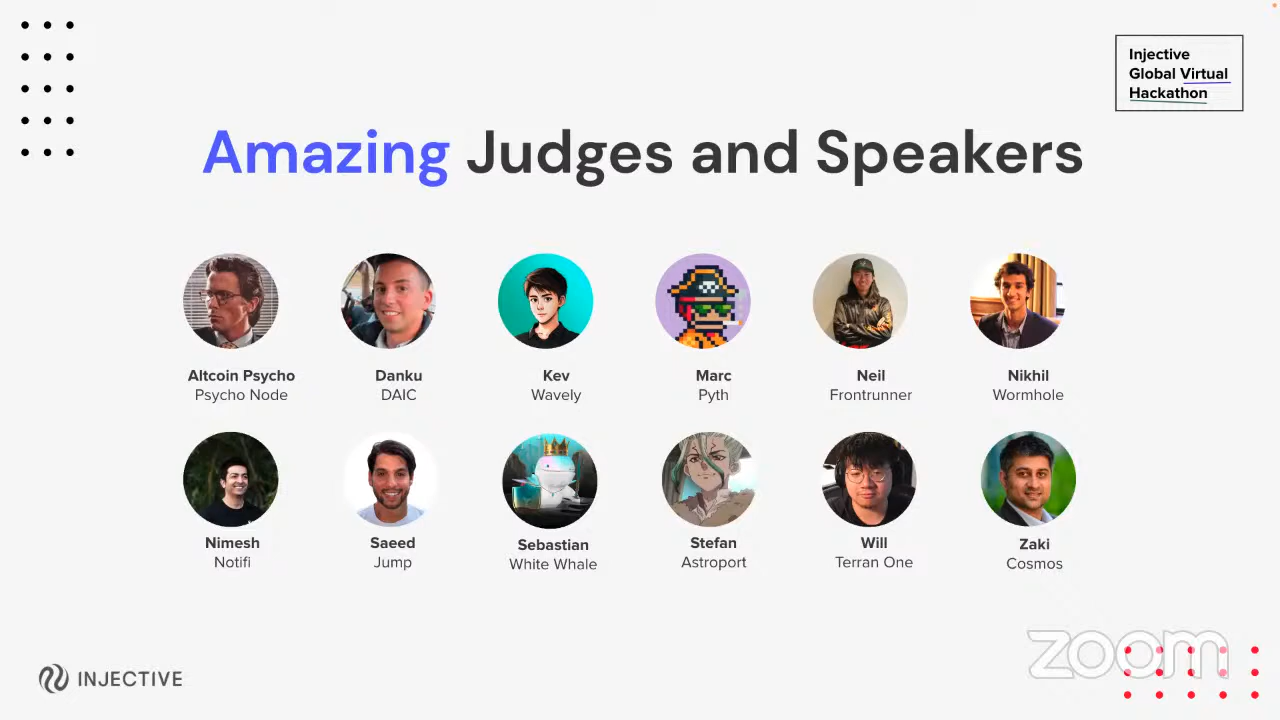 Injective
Global Virtual
Hackathon
Amazing Judges and Speakers
Altcoin Psycho
Psycho Node
Danku
DAIC
Kev
Wavely
Marc
Pyth
Neil
Frontrunner
Nikhil
Wormhole
Nimesh
Notifi
Saeed
Jump
Sebastian
White Whale
Stefan
Astroport
Will
Terran One
Zaki
Cosmos
zoom
INJECTIVE